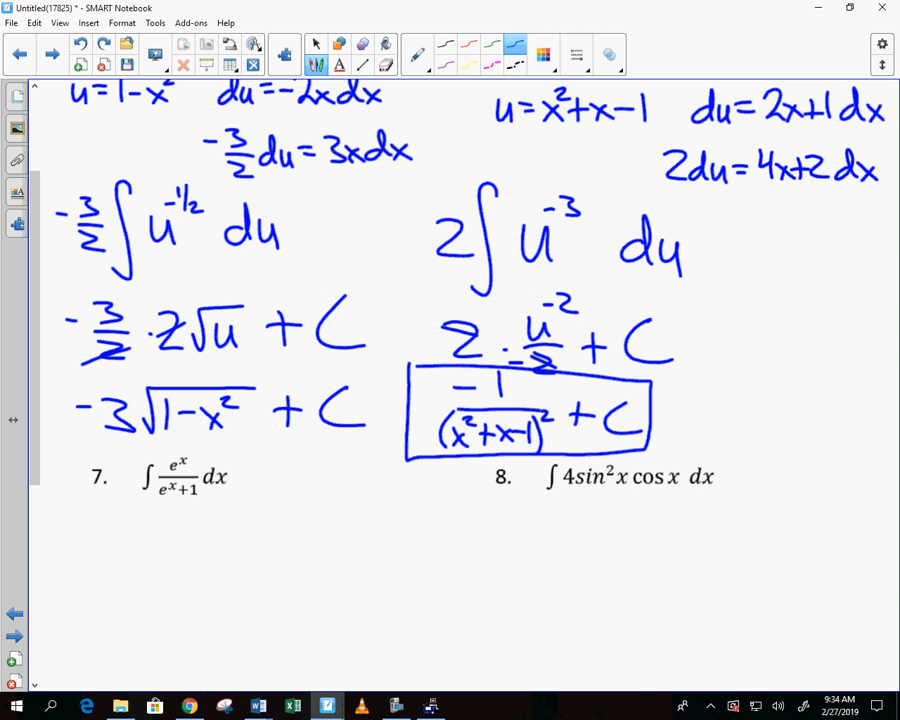 Untitled(17825) * - SMART Notebook
File Edit View Insert Format Tools Add-ons Help
u = 1-x² du = -2x dx
-3/2 du = 3x dx
-3/2 ∫ u^-1/2 du
-3/2 · 2√u + C
-3√(1-x²) + C
u = x²+x-1 du = 2x+1 dx
2du = 4x+2 dx
2∫ u^-3 du
2 · u^-2/-2 + C
-1/(x²+x-1)² + C
7. ∫ e^x/(e^x+1) dx
8. ∫ 4sin²x cos x dx
9:34 AM
2/27/2019